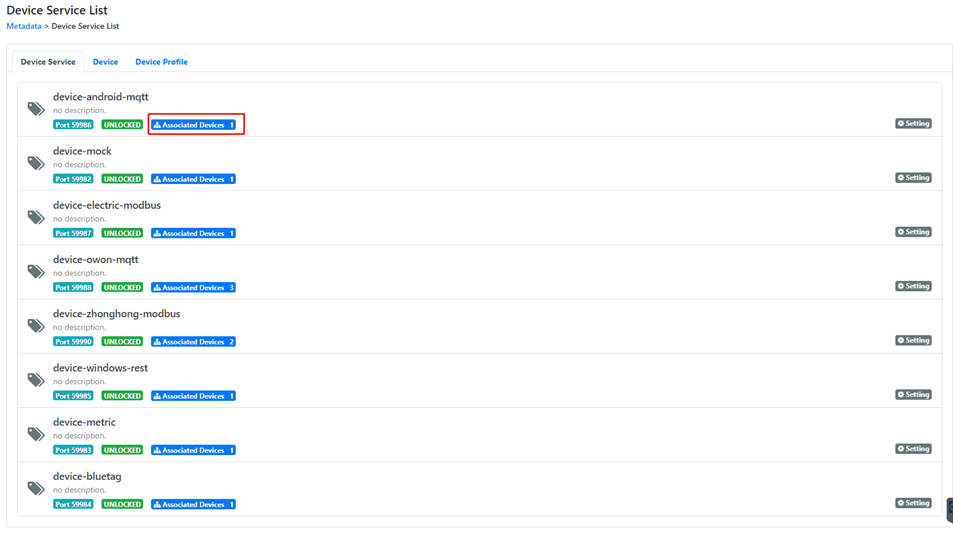 Device Service List
Metadata > Device Service List
Device Service Device Device Profile
device-android-mqtt
no description.
Port 59986 UNLOCKED Associated Devices 1 Setting
device-mock
no description.
Port 59982 UNLOCKED Associated Devices 1 Setting
device-electric-modbus
no description.
Port 59987 UNLOCKED Associated Devices 1 Setting
device-owon-mqtt
no description.
Port 59988 UNLOCKED Associated Devices 3 Setting
device-zhonghong-modbus
no description.
Port 59990 UNLOCKED Associated Devices 2 Setting
device-windows-rest
no description.
Port 59985 UNLOCKED Associated Devices 1 Setting
device-metric
no description.
Port 59983 UNLOCKED Associated Devices 1 Setting
device-bluetag
no description.
Port 59984 UNLOCKED Associated Devices 1 Setting